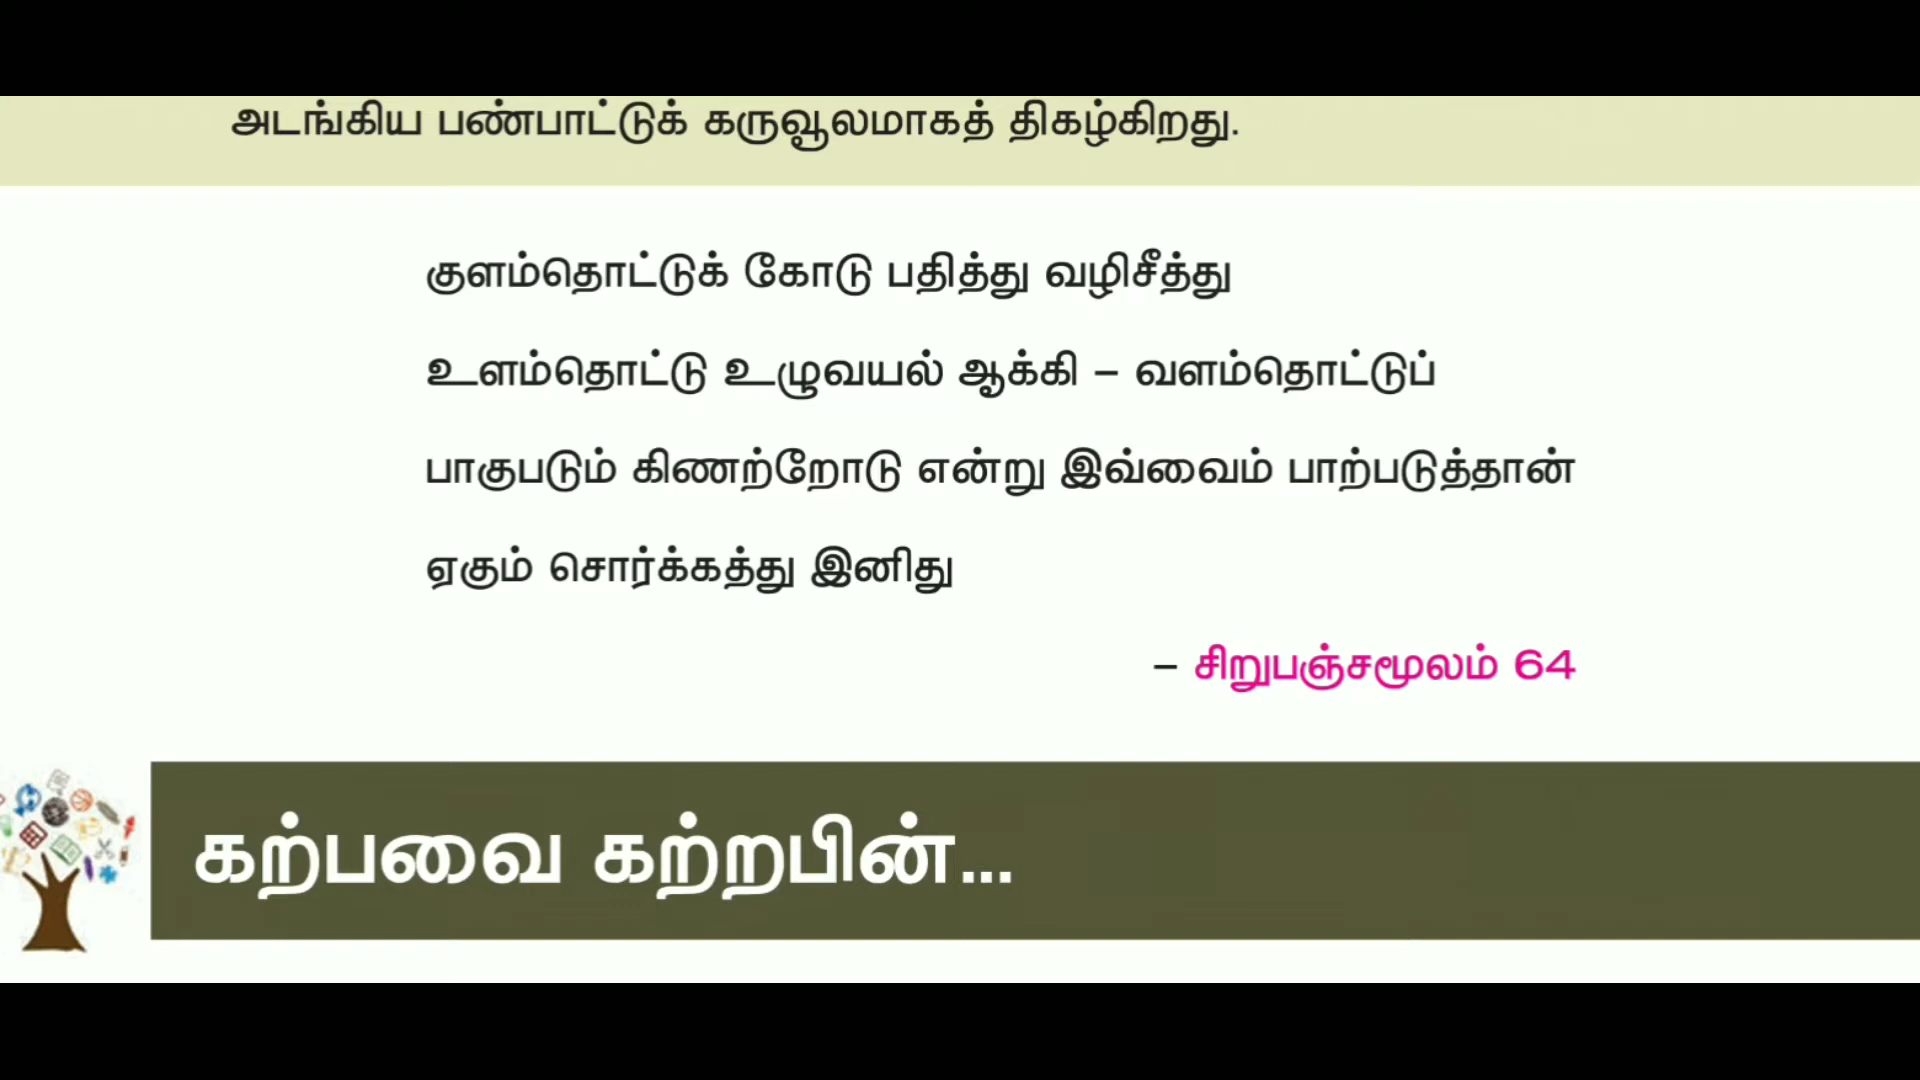 அடங்கிய பண்பாட்டுக் கருவூலமாகத் திகழ்கிறது.
குளம்தொட்டுக் கோடு பதித்து வழிசீத்து
உளம்தொட்டு உழுவயல் ஆக்கி – வளம்தொட்டுப்
பாகுபடும் கிணற்றோடு என்று இவ்வைம் பாற்படுத்தான்
ஏகும் சொர்க்கத்து இனிது
– சிறுபஞ்சமூலம் 64
கற்பவை கற்றபின்...